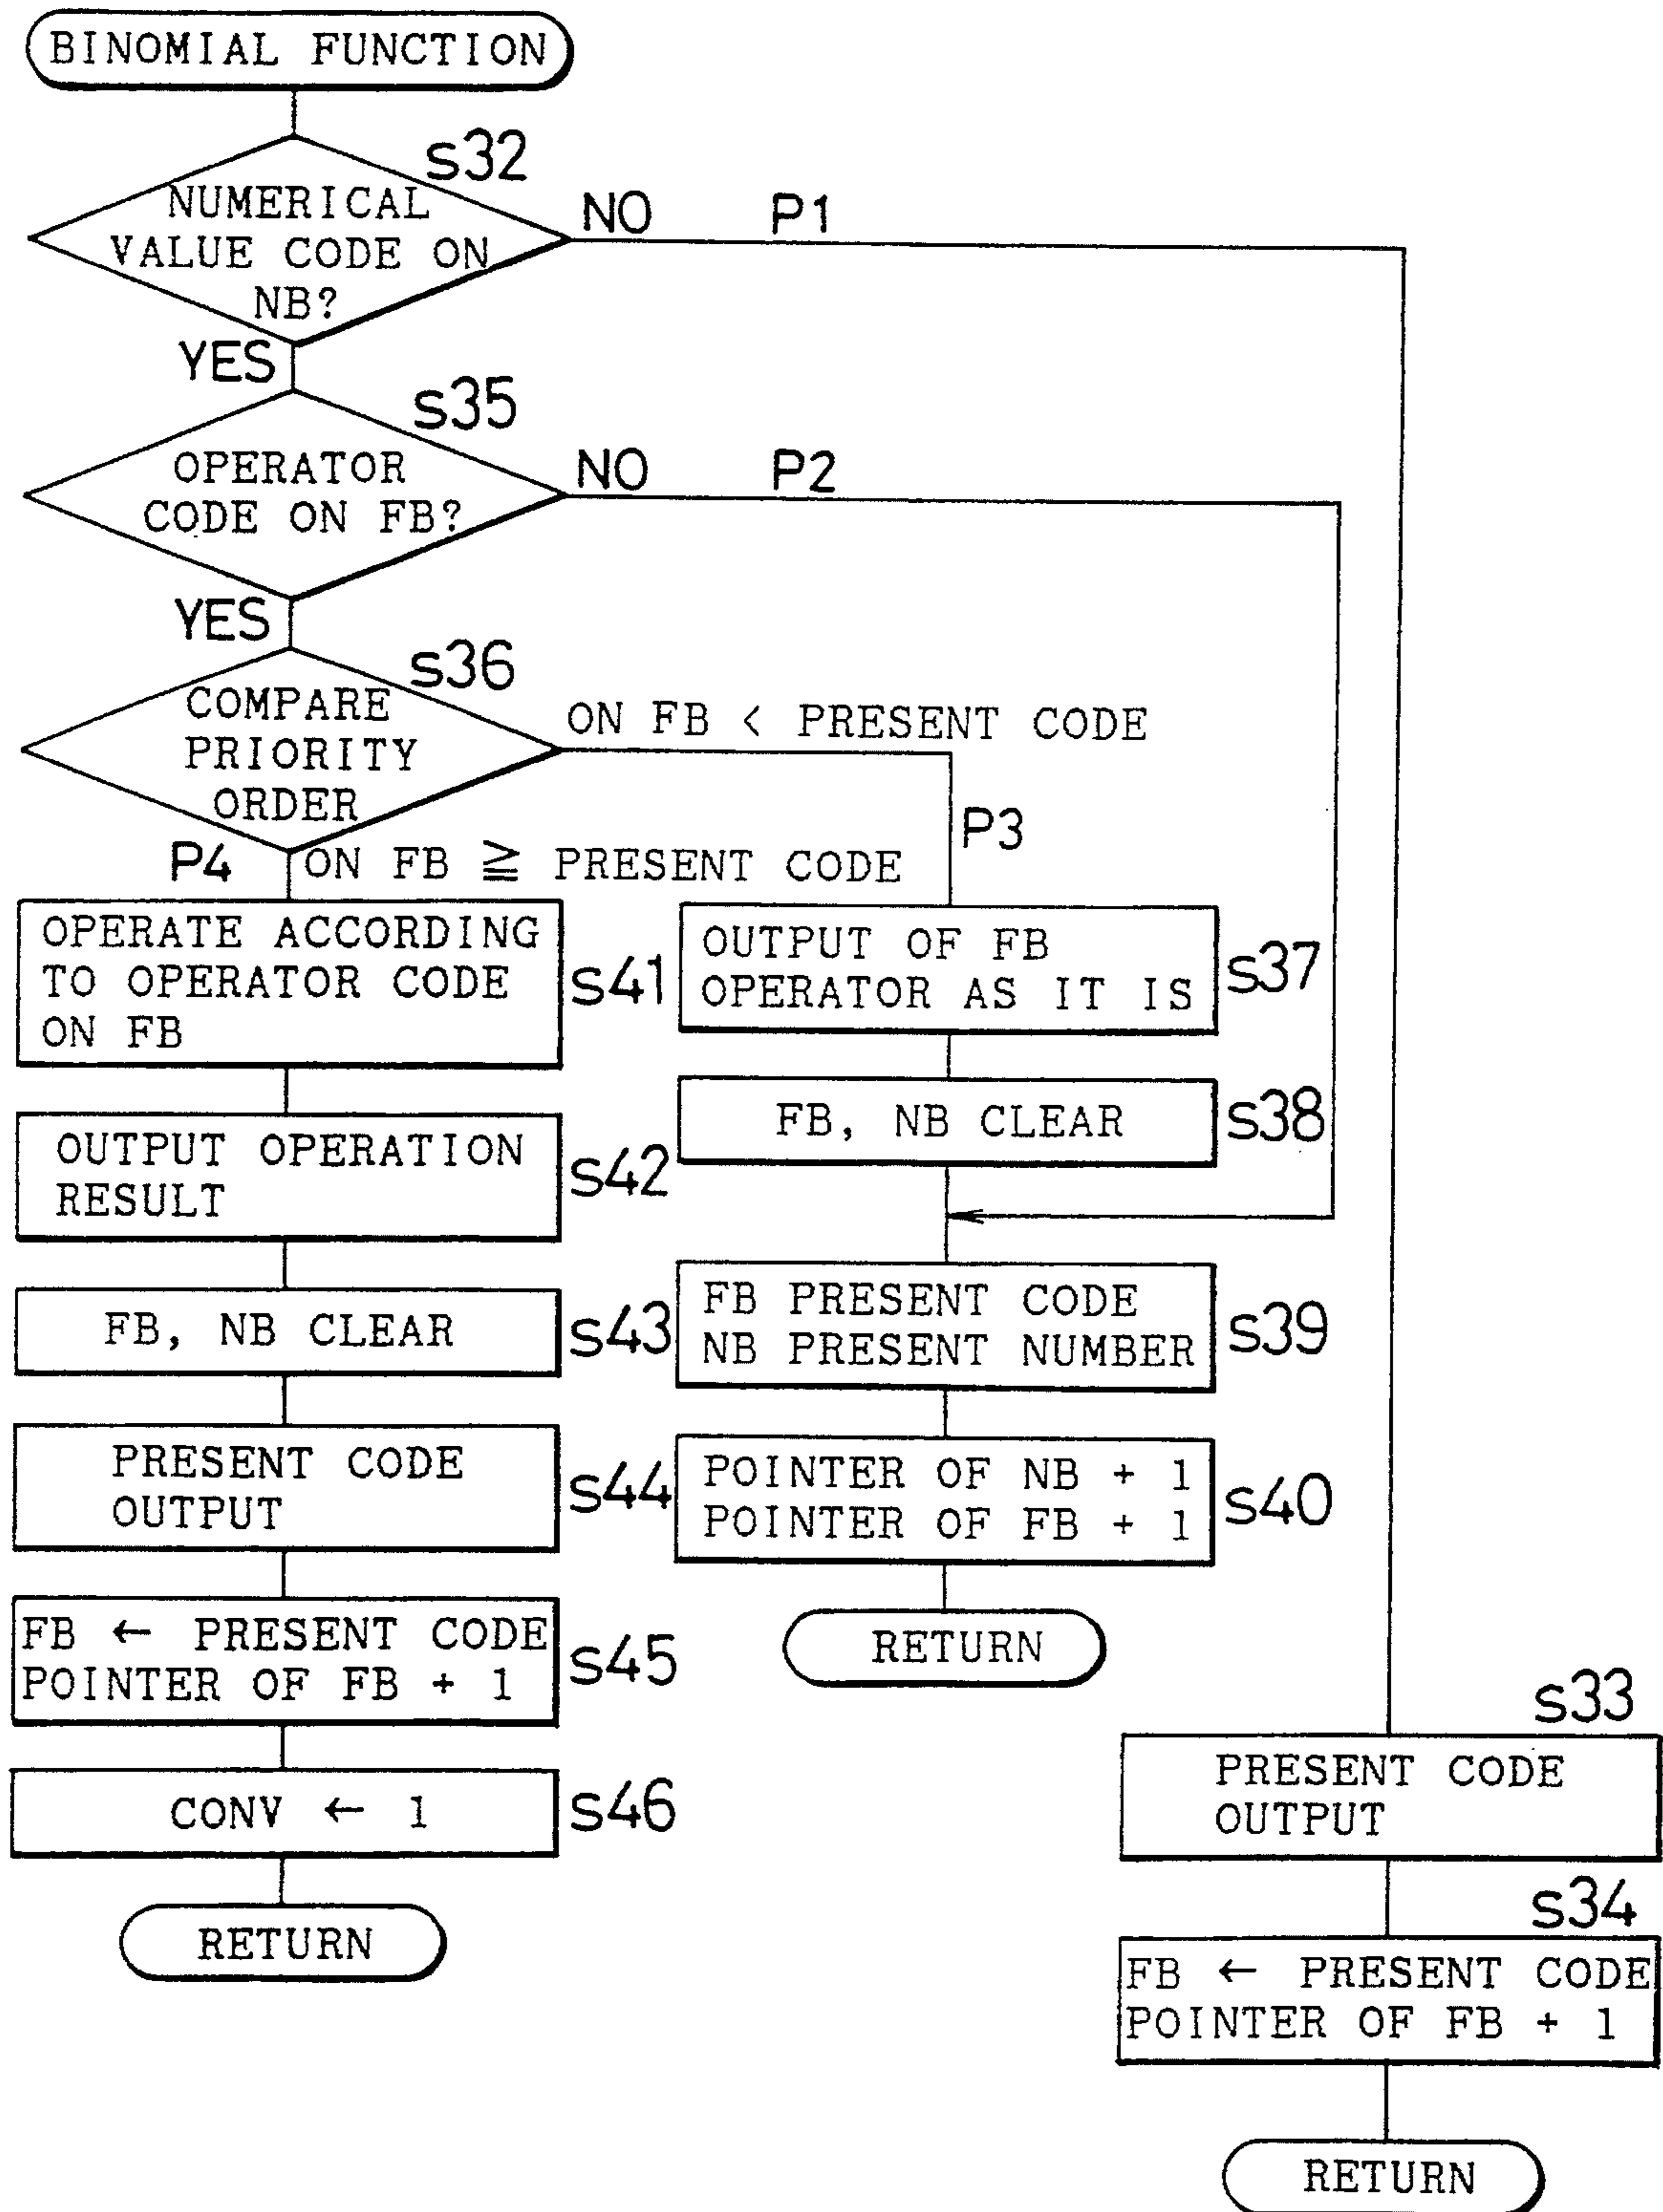 BINOMIAL FUNCTION
s32
NUMERICAL
VALUE CODE ON
NB?
NO P1
YES
s35
OPERATOR
CODE ON FB?
NO P2
YES
s36
COMPARE
PRIORITY
ORDER
ON FB < PRESENT CODE
P3
P4
ON FB ≧ PRESENT CODE
OPERATE ACCORDING
TO OPERATOR CODE
ON FB
s41
OUTPUT OPERATION
RESULT
s42
FB, NB CLEAR
s43
PRESENT CODE
OUTPUT
s44
FB ← PRESENT CODE
POINTER OF FB + 1
s45
CONV ← 1
s46
RETURN
OUTPUT OF FB
OPERATOR AS IT IS
s37
FB, NB CLEAR
s38
FB PRESENT CODE
NB PRESENT NUMBER
s39
POINTER OF NB + 1
POINTER OF FB + 1
s40
RETURN
s33
PRESENT CODE
OUTPUT
s34
FB ← PRESENT CODE
POINTER OF FB + 1
RETURN